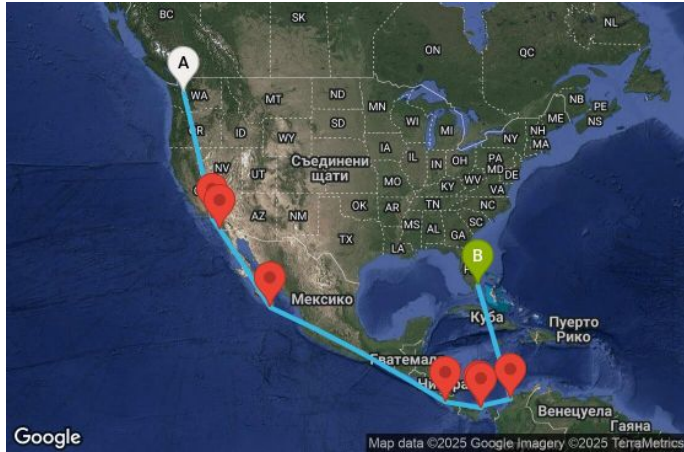 BC
SK
NL
ON
QC
A
WA
MT
ND
MN
NB
PE
NS
ME
OR
ID
SD
WI
MI
NY
NH
MA
WY
IA
NV
UT
Съединени
щати
IL
IN
OH
PA
MD
DE
MO
KY
WV
VA
AZ
NM
OK
AR
TN
NC
TX
MS
AL
SC
GA
LA
B
Мексико
Куба
Пуерто
Рико
Гватемала
Венецуела
Гаяна
Google
Map data ©2025 Google Imagery ©2025 TerraMetrics